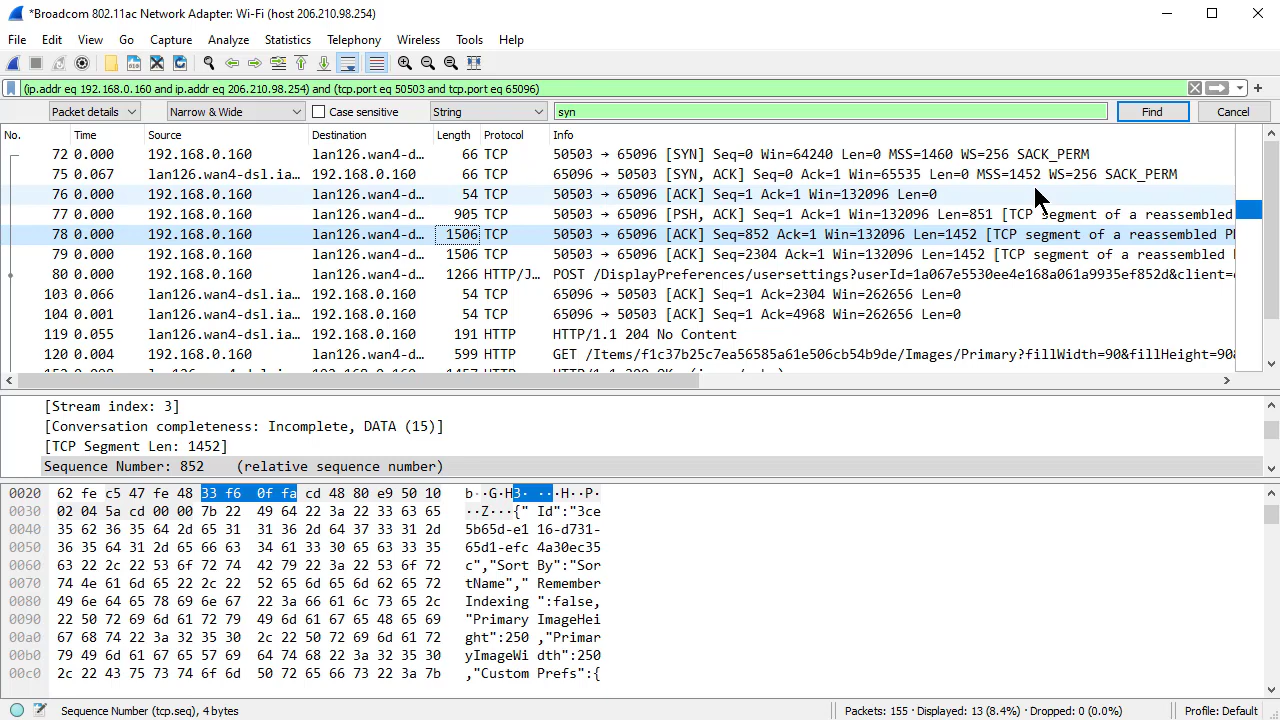 *Broadcom 802.11ac Network Adapter: Wi-Fi (host 206.210.98.254)
File Edit View Go Capture Analyze Statistics Telephony Wireless Tools Help
(ip.addr eq 192.168.0.160 and ip.addr eq 206.210.98.254) and (tcp.port eq 50503 and tcp.port eq 65096)
Packet details Narrow & Wide Case sensitive String syn Find Cancel
No. Time Source Destination Length Protocol Info
72 0.000 192.168.0.160 lan126.wan4-d… 66 TCP 50503 → 65096 [SYN] Seq=0 Win=64240 Len=0 MSS=1460 WS=256 SACK_PERM
75 0.067 lan126.wan4-dsl.ia… 192.168.0.160 66 TCP 65096 → 50503 [SYN, ACK] Seq=0 Ack=1 Win=65535 Len=0 MSS=1452 WS=256 SACK_PERM
76 0.000 192.168.0.160 lan126.wan4-d… 54 TCP 50503 → 65096 [ACK] Seq=1 Ack=1 Win=132096 Len=0
77 0.000 192.168.0.160 lan126.wan4-d… 905 TCP 50503 → 65096 [PSH, ACK] Seq=1 Ack=1 Win=132096 Len=851 [TCP segment of a reassembled
78 0.000 192.168.0.160 lan126.wan4-d… 1506 TCP 50503 → 65096 [ACK] Seq=852 Ack=1 Win=132096 Len=1452 [TCP segment of a reassembled P
79 0.000 192.168.0.160 lan126.wan4-d… 1506 TCP 50503 → 65096 [ACK] Seq=2304 Ack=1 Win=132096 Len=1452 [TCP segment of a reassembled
80 0.000 192.168.0.160 lan126.wan4-d… 1266 HTTP/J… POST /DisplayPreferences/usersettings?userId=1a067e5530ee4e168a061a9935ef852d&client=
103 0.066 lan126.wan4-dsl.ia… 192.168.0.160 54 TCP 65096 → 50503 [ACK] Seq=1 Ack=2304 Win=262656 Len=0
104 0.001 lan126.wan4-dsl.ia… 192.168.0.160 54 TCP 65096 → 50503 [ACK] Seq=1 Ack=4968 Win=262656 Len=0
119 0.055 lan126.wan4-dsl.ia… 192.168.0.160 191 HTTP HTTP/1.1 204 No Content
120 0.004 192.168.0.160 lan126.wan4-d… 599 HTTP GET /Items/f1c37b25c7ea56585a61e506cb54b9de/Images/Primary?fillWidth=90&fillHeight=90&
[Stream index: 3]
[Conversation completeness: Incomplete, DATA (15)]
[TCP Segment Len: 1452]
Sequence Number: 852 (relative sequence number)
0020 62 fe c5 47 fe 48 33 f6 0f fa cd 48 80 e9 50 10 b··G·H3· ···H··P·
0030 02 04 5a cd 00 00 7b 22 49 64 22 3a 22 33 63 65 ··Z···{" Id":"3ce
0040 35 62 36 35 64 2d 65 31 31 36 2d 64 37 33 31 2d 5b65d-e1 16-d731-
0050 36 35 64 31 2d 65 66 63 34 61 33 30 65 63 33 35 65d1-efc 4a30ec35
0060 63 22 2c 22 53 6f 72 74 42 79 22 3a 22 53 6f 72 c","Sort By":"Sor
0070 74 4e 61 6d 65 22 2c 22 52 65 6d 65 6d 62 65 72 tName"," Remember
0080 49 6e 64 65 78 69 6e 67 22 3a 66 61 6c 73 65 2c Indexing ":false,
0090 22 50 72 69 6d 61 72 79 49 6d 61 67 65 48 65 69 "Primary ImageHei
00a0 67 68 74 22 3a 32 35 30 2c 22 50 72 69 6d 61 72 ght":250 ,"Primar
00b0 79 49 6d 61 67 65 57 69 64 74 68 22 3a 32 35 30 yImageWi dth":250
00c0 2c 22 43 75 73 74 6f 6d 50 72 65 66 73 22 3a 7b ,"Custom Prefs":{
Sequence Number (tcp.seq), 4 bytes Packets: 155 · Displayed: 13 (8.4%) · Dropped: 0 (0.0%) Profile: Default